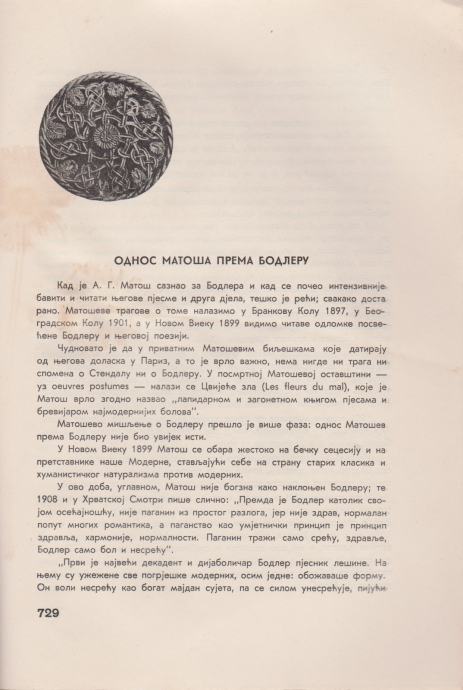 ОДНОС МАТОША ПРЕМА БОДЛЕРУ
Кад је А. Г. Матош сазнао за Бодлера и кад се почео интензивније
бавити и читати његове пјесме и друга дјела, тешко је рећи; свакако доста
рано. Матошеве трагове о томе налазимо у Бранкову Колу 1897, у Бео-
градском Колу 1901, а у Новом Виеку 1899 видимо читаве одломке посве-
ћене Бодлеру и његовој поезији.
Чудновато је да у приватним Матошевим биљешкама које датирају
од његова доласка у Париз, а то је врло важно, нема нигде ни трага ни
спомена о Стендалу ни о Бодлеру. У посмртној Матошевој оставштини —
уз oeuvres postumes — налази се Цвијеће зла (Les fleurs du mal), које је
Матош врло згодно назвао „лапидарном и загонетном књигом пјесама и
бревијаром најмодернијих болова".
Матошево мишљење о Бодлеру прошло је више фаза: однос Матошев
према Бодлеру није био увијек исти.
У Новом Виеку 1899 Матош се обара жестоко на бечку сецесију и на
претставнике наше Модерне, стављајући себе на страну старих класика и
хуманистичког натурализма против модерних.
У ово доба, углавном, Матош није богзна како наклоњен Бодлеру; те
1908 и у Хрватској Смотри пише слично: „Премда је Бодлер католик сво-
јом осећајношћу, није паганин из простог разлога, јер није здрав, нормалан
попут многих романтика, а паганство као умјетнички принцип је принцип
здравља, хармоније, нормалности. Паганин тражи само срећу, здравље,
Бодлер само бол и несрећу".
„Први је највећи декадент и дијаболичар Бодлер пјесник лешине. На
њему су ужежене све погрјешке модерних, осим једне: обожаваше форму.
Он воли несрећу као богат мајдан сујета, па се силом унесрећује, пијући
729